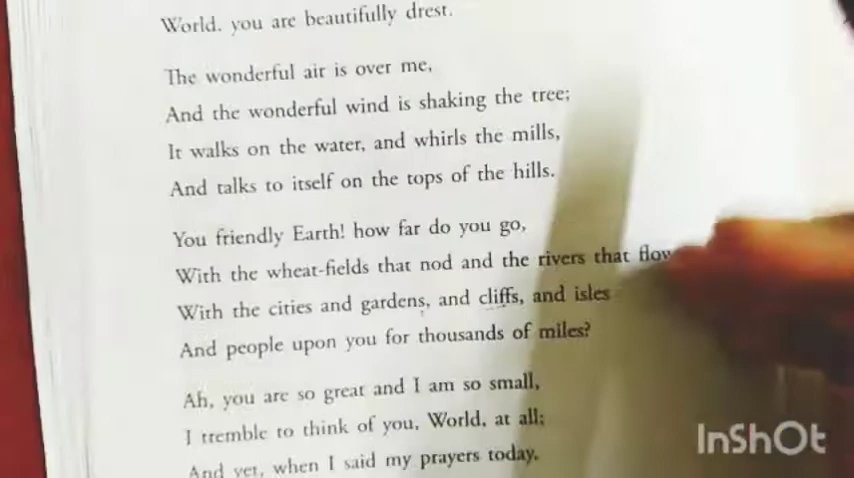 World. you are beautifully drest.
The wonderful air is over me,
And the wonderful wind is shaking the tree;
It walks on the water, and whirls the mills,
And talks to itself on the tops of the hills.
You friendly Earth! how far do you go,
With the wheat-fields that nod and the rivers that flow
With the cities and gardens, and cliffs, and isles
And people upon you for thousands of miles?
Ah, you are so great and I am so small,
I tremble to think of you, World, at all;
And yet, when I said my prayers today,
InShOt